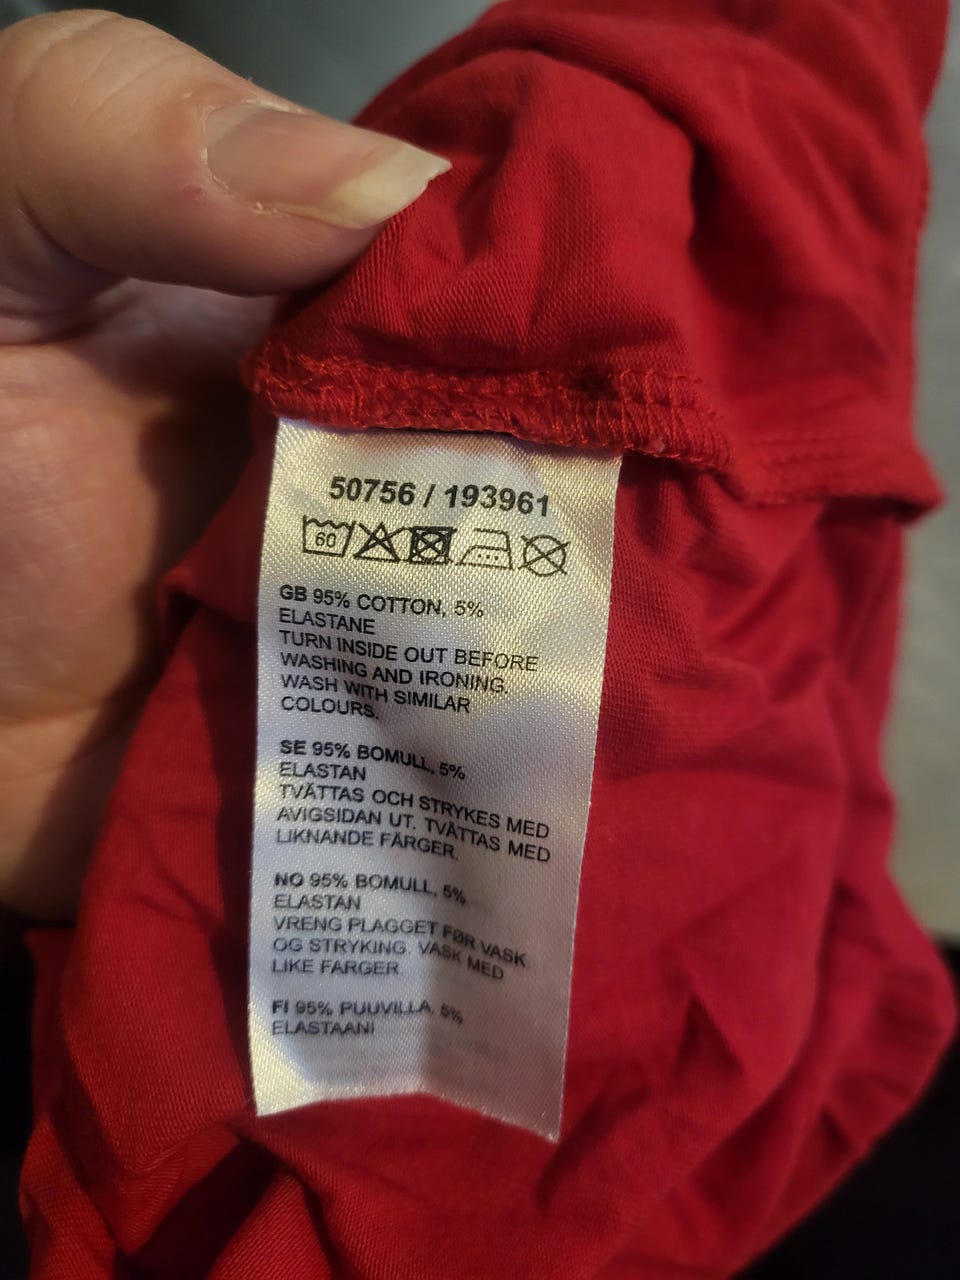 50756 / 193961
60
GB 95% COTTON, 5%
ELASTANE
TURN INSIDE OUT BEFORE
WASHING AND IRONING.
WASH WITH SIMILAR
COLOURS.
SE 95% BOMULL, 5%
ELASTAN
TVÄTTAS OCH STRYKES MED
AVIGSIDAN UT. TVÄTTAS MED
LIKNANDE FÄRGER.
NO 95% BOMULL, 5%
ELASTAN
VRENG PLAGGET FØR VASK
OG STRYKING. VASK MED
LIKE FARGER.
FI 95% PUUVILLA, 5%
ELASTAANI